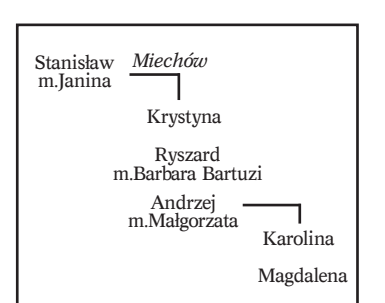 Stanisław Miechów
m.Janina
Krystyna
Ryszard
m.Barbara Bartuzi
Andrzej
m.Małgorzata
Karolina
Magdalena